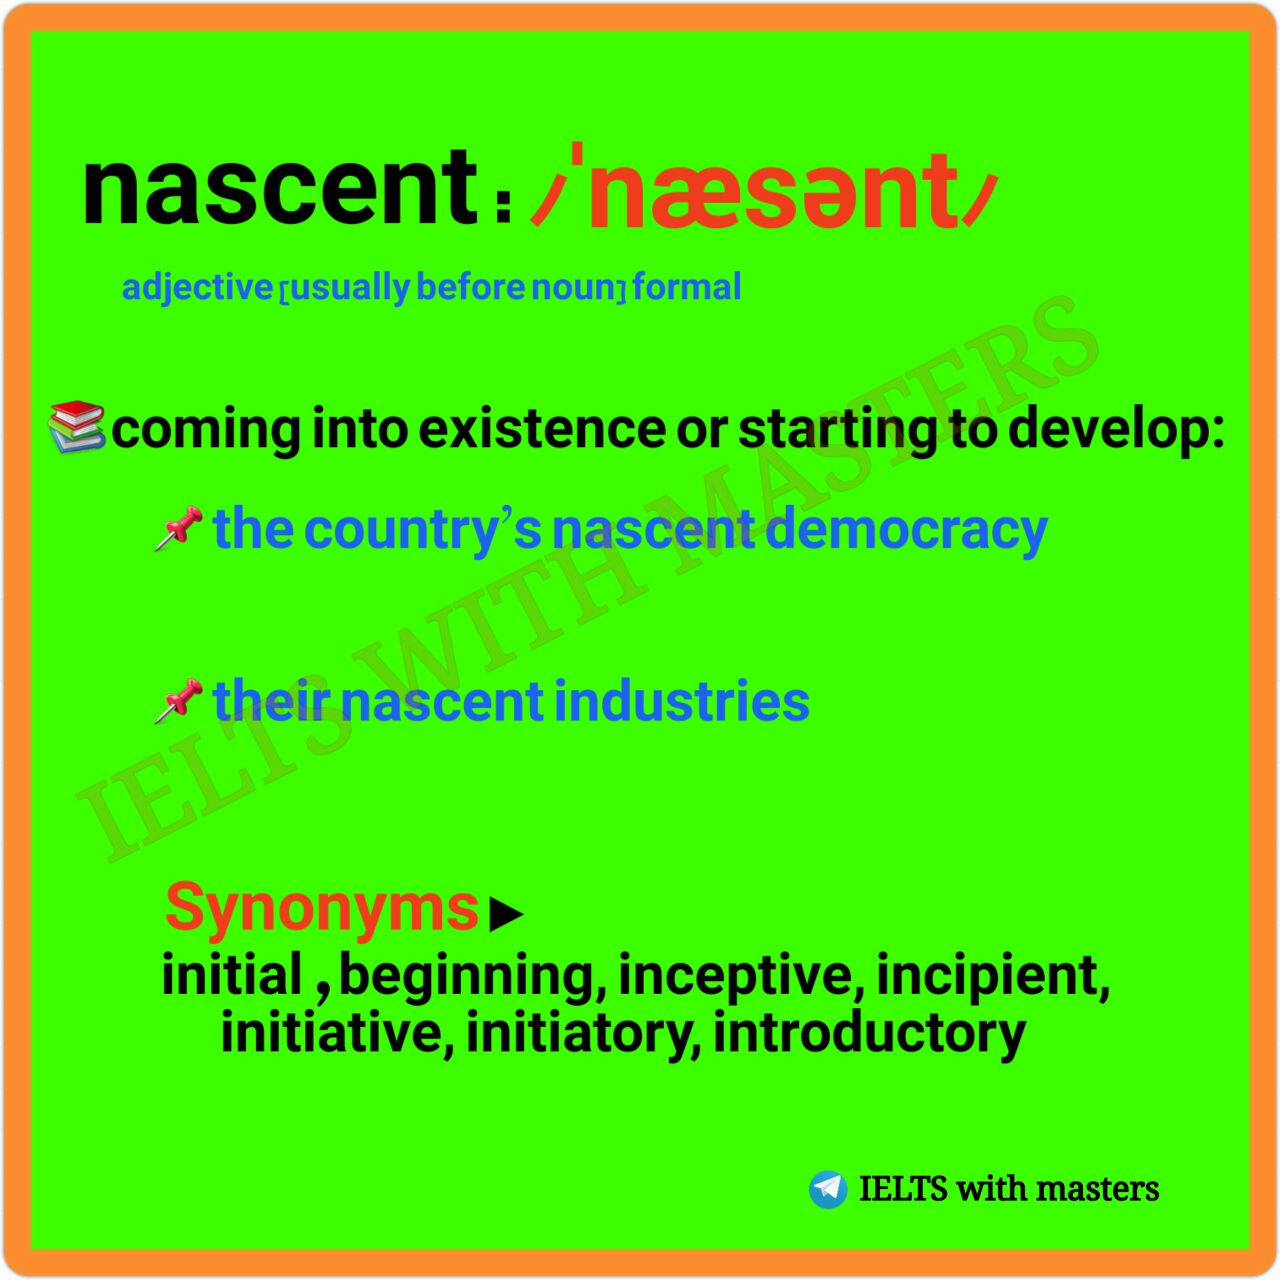 nascent : /ˈnæsənt/
adjective [usually before noun] formal
coming into existence or starting to develop:
the country’s nascent democracy
their nascent industries
IELTS WITH MASTERS
Synonyms►
initial , beginning, inceptive, incipient,
initiative, initiatory, introductory
IELTS with masters